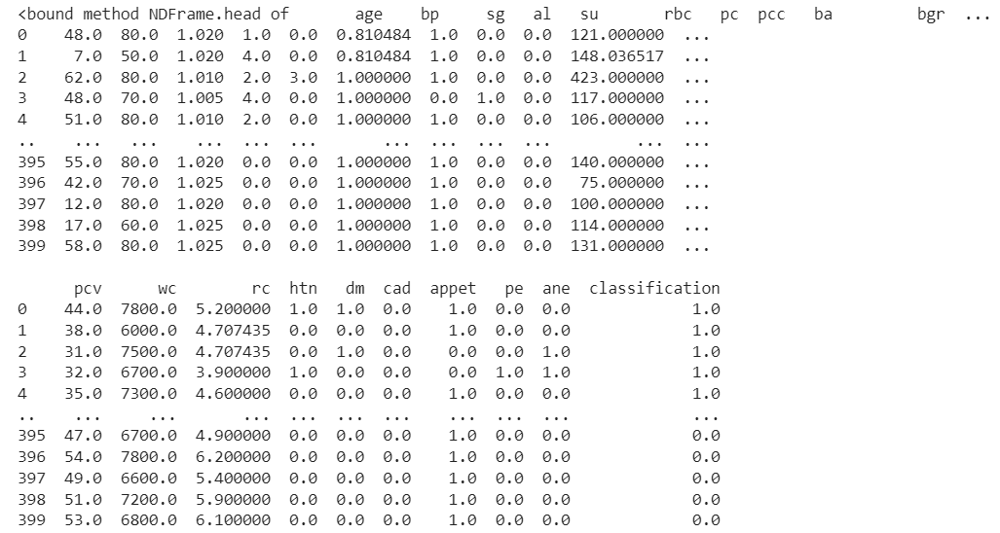 <bound method NDFrame.head of       age    bp     sg   al   su       rbc   pc  pcc   ba         bgr  ...
0    48.0  80.0  1.020  1.0  0.0  0.810484  1.0  0.0  0.0  121.000000  ...
1     7.0  50.0  1.020  4.0  0.0  0.810484  1.0  0.0  0.0  148.036517  ...
2    62.0  80.0  1.010  2.0  3.0  1.000000  1.0  0.0  0.0  423.000000  ...
3    48.0  70.0  1.005  4.0  0.0  1.000000  0.0  1.0  0.0  117.000000  ...
4    51.0  80.0  1.010  2.0  0.0  1.000000  1.0  0.0  0.0  106.000000  ...
..    ...   ...    ...  ...  ...       ...  ...  ...  ...         ...  ...
395  55.0  80.0  1.020  0.0  0.0  1.000000  1.0  0.0  0.0  140.000000  ...
396  42.0  70.0  1.025  0.0  0.0  1.000000  1.0  0.0  0.0   75.000000  ...
397  12.0  80.0  1.020  0.0  0.0  1.000000  1.0  0.0  0.0  100.000000  ...
398  17.0  60.0  1.025  0.0  0.0  1.000000  1.0  0.0  0.0  114.000000  ...
399  58.0  80.0  1.025  0.0  0.0  1.000000  1.0  0.0  0.0  131.000000  ...
      pcv      wc        rc  htn   dm  cad  appet   pe  ane  classification
0    44.0  7800.0  5.200000  1.0  1.0  0.0    1.0  0.0  0.0             1.0
1    38.0  6000.0  4.707435  0.0  0.0  0.0    1.0  0.0  0.0             1.0
2    31.0  7500.0  4.707435  0.0  1.0  0.0    0.0  0.0  1.0             1.0
3    32.0  6700.0  3.900000  1.0  0.0  0.0    0.0  1.0  1.0             1.0
4    35.0  7300.0  4.600000  0.0  0.0  0.0    1.0  0.0  0.0             1.0
..    ...     ...       ...  ...  ...  ...    ...  ...  ...             ...
395  47.0  6700.0  4.900000  0.0  0.0  0.0    1.0  0.0  0.0             0.0
396  54.0  7800.0  6.200000  0.0  0.0  0.0    1.0  0.0  0.0             0.0
397  49.0  6600.0  5.400000  0.0  0.0  0.0    1.0  0.0  0.0             0.0
398  51.0  7200.0  5.900000  0.0  0.0  0.0    1.0  0.0  0.0             0.0
399  53.0  6800.0  6.100000  0.0  0.0  0.0    1.0  0.0  0.0             0.0